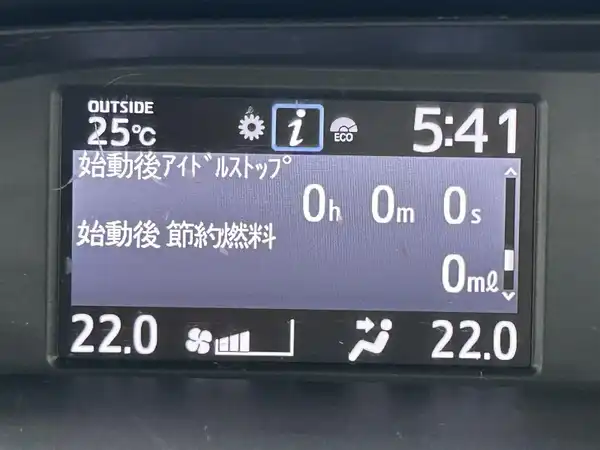 OUTSIDE
25℃
i
ECO
5:41
始動後ｱｲﾄﾞﾙｽﾄｯﾌﾟ
0h 0m 0s
始動後 節約燃料
0mℓ
22.0
22.0